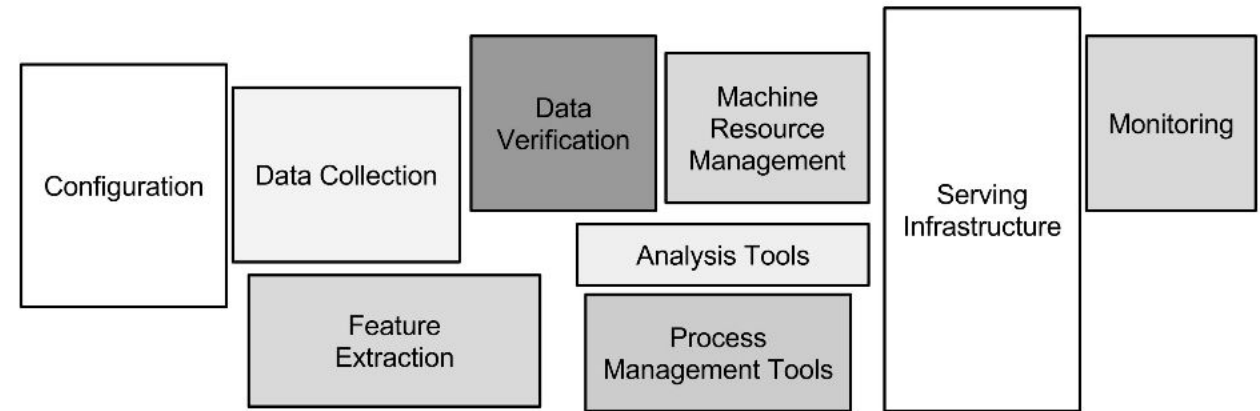 Configuration
Data Collection
Feature
Extraction
Data
Verification
Machine
Resource
Management
Analysis Tools
Process
Management Tools
Serving
Infrastructure
Monitoring